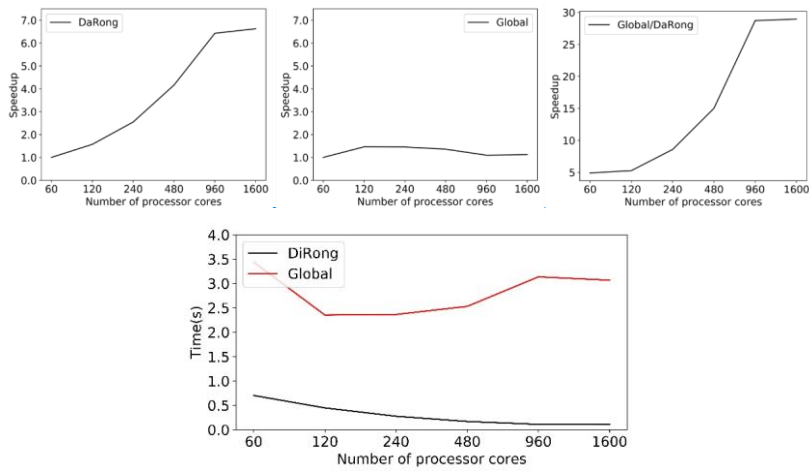 7.0
6.0
5.0
4.0
3.0
2.0
1.0
0.0
Speedup
DaRong
60 120 240 480 960 1600
Number of processor cores
7.0
6.0
5.0
4.0
3.0
2.0
1.0
0.0
Speedup
Global
60 120 240 480 960 1600
Number of processor cores
30
25
20
15
10
5
Speedup
Global/DaRong
60 120 240 480 960 1600
Number of processor cores
4.0
3.5
3.0
2.5
2.0
1.5
1.0
0.5
0.0
Time(s)
DiRong
Global
60 120 240 480 960 1600
Number of processor cores